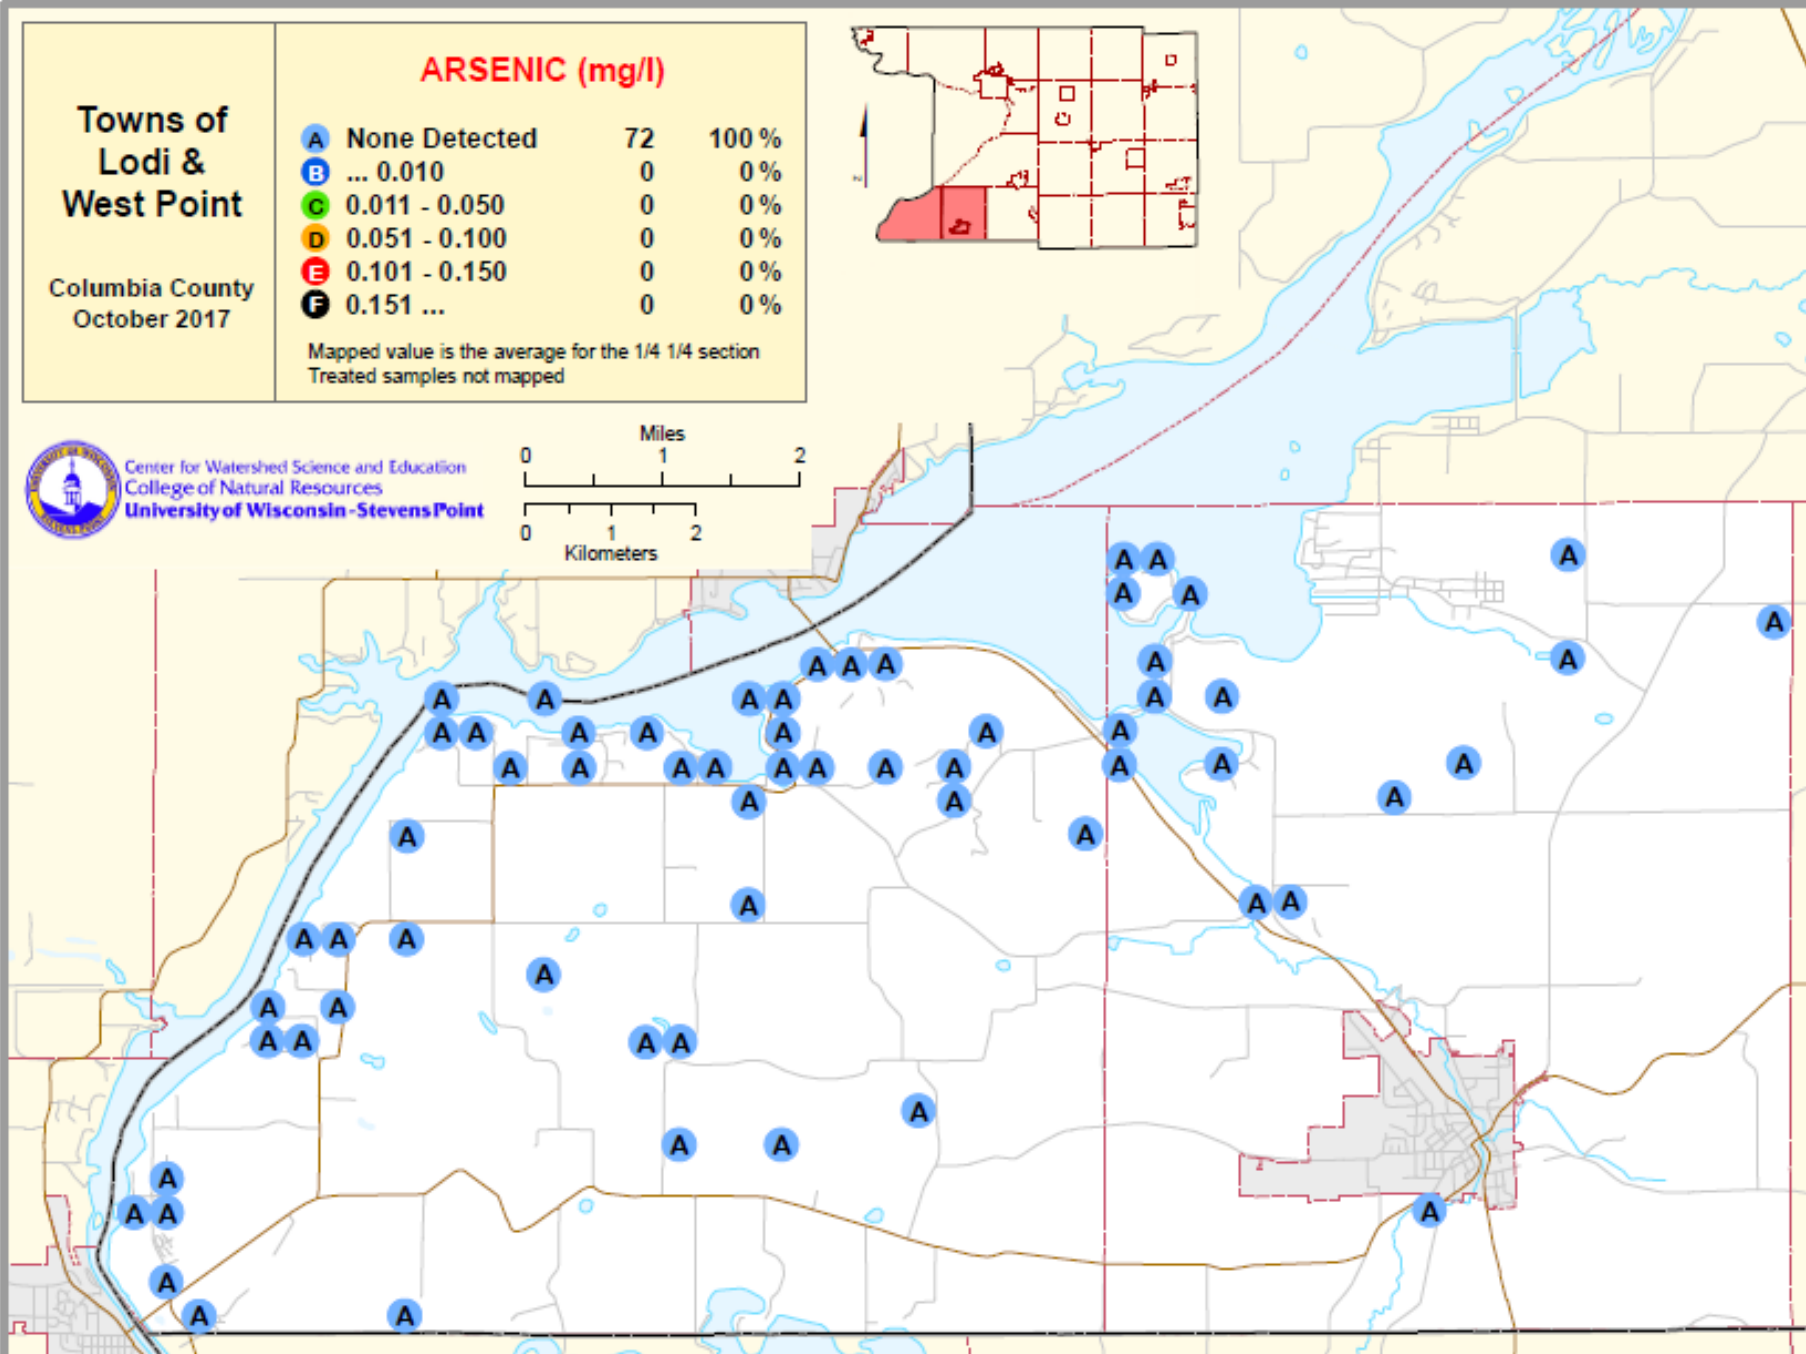 Towns of
Lodi &
West Point
Columbia County
October 2017
ARSENIC (mg/l)
A None Detected 72 100 %
B ... 0.010 0 0 %
C 0.011 - 0.050 0 0 %
D 0.051 - 0.100 0 0 %
E 0.101 - 0.150 0 0 %
F 0.151 ... 0 0 %
Mapped value is the average for the 1/4 1/4 section
Treated samples not mapped
Center for Watershed Science and Education
College of Natural Resources
University of Wisconsin - Stevens Point
Miles
0 1 2
0 1 2
Kilometers
N
A A
A
A A
A
A A A
A
A A A A A
A A A A A A A
A A
A A A A A A A A A A
A A A
A A
A A A
A A A
A
A A
A A A A
A
A A
A
A A A
A
A A